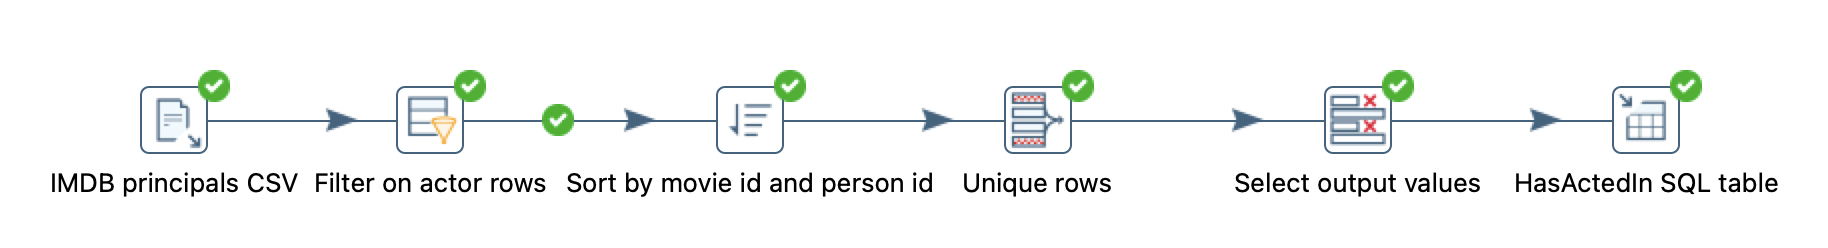 IMDB principals CSV
Filter on actor rows
Sort by movie id and person id
Unique rows
Select output values
HasActedIn SQL table